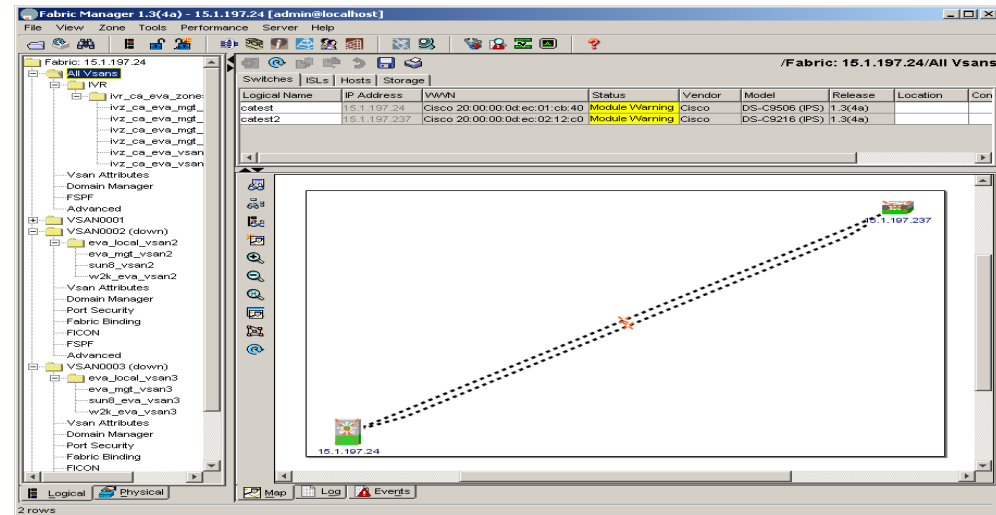 Fabric Manager 1.3(4a) - 15.1.197.24 [admin@localhost]
File View Zone Tools Performance Server Help
Fabric: 15.1.197.24
All Vsans
IVR
ivr_ca_eva_zone
ivz_ca_eva_mgt_
ivz_ca_eva_mgt_
ivz_ca_eva_mgt_
ivz_ca_eva_mgt_
ivz_ca_eva_vsan
ivz_ca_eva_vsan
Vsan Attributes
Domain Manager
FSPF
Advanced
VSAN0001
VSAN0002 (down)
eva_local_vsan2
eva_mgt_vsan2
sun8_vsan2
w2k_eva_vsan2
Vsan Attributes
Domain Manager
Port Security
Fabric Binding
FICON
FSPF
Advanced
VSAN0003 (down)
eva_local_vsan3
eva_mgt_vsan3
sun8_eva_vsan3
w2k_eva_vsan3
Vsan Attributes
Domain Manager
Port Security
Fabric Binding
FICON
Logical Physical
/Fabric: 15.1.197.24/All Vsans
Switches ISLs Hosts Storage
Logical Name IP Address WWN Status Vendor Model Release Location Con
catest 15.1.197.24 Cisco 20:00:00:0d:ec:01:cb:40 Module Warning Cisco DS-C9506 (IPS) 1.3(4a)
catest2 15.1.197.237 Cisco 20:00:00:0d:ec:02:12:c0 Module Warning Cisco DS-C9216 (IPS) 1.3(4a)
15.1.197.237
15.1.197.24
Map Log Events
2 rows